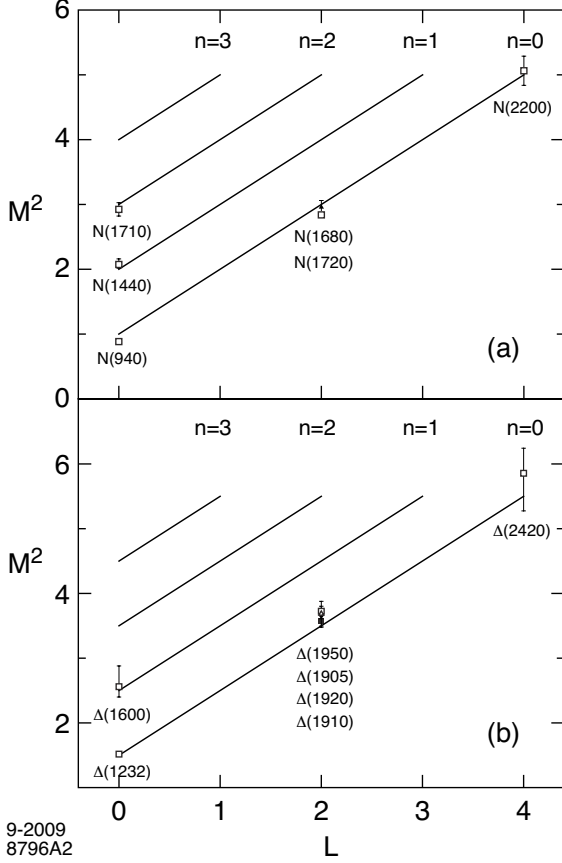 n=3 n=2 n=1 n=0
6
4
M²
2
0
N(2200)
N(1710)
N(1680)
N(1440)
N(1720)
N(940)
(a)
n=3 n=2 n=1 n=0
6
M²
4
2
Δ(2420)
Δ(1950)
Δ(1905)
Δ(1600)
Δ(1920)
Δ(1910)
(b)
Δ(1232)
0 1 2 3 4
L
9-2009
8796A2